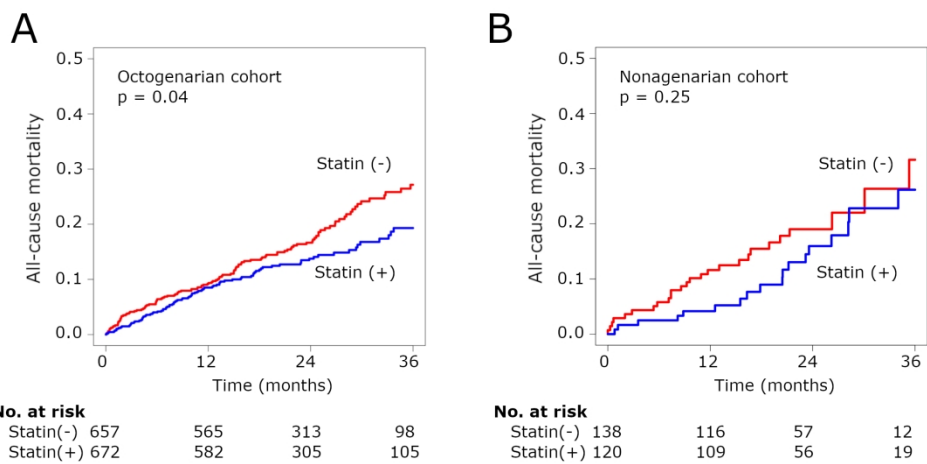 A
0.5
0.4
0.3
0.2
0.1
0.0
All-cause mortality
Octogenarian cohort
p = 0.04
Statin (-)
Statin (+)
0 12 24 36
Time (months)
No. at risk
Statin(-) 657 565 313 98
Statin(+) 672 582 305 105
B
0.5
0.4
0.3
0.2
0.1
0.0
All-cause mortality
Nonagenarian cohort
p = 0.25
Statin (-)
Statin (+)
0 12 24 36
Time (months)
No. at risk
Statin(-) 138 116 57 12
Statin(+) 120 109 56 19